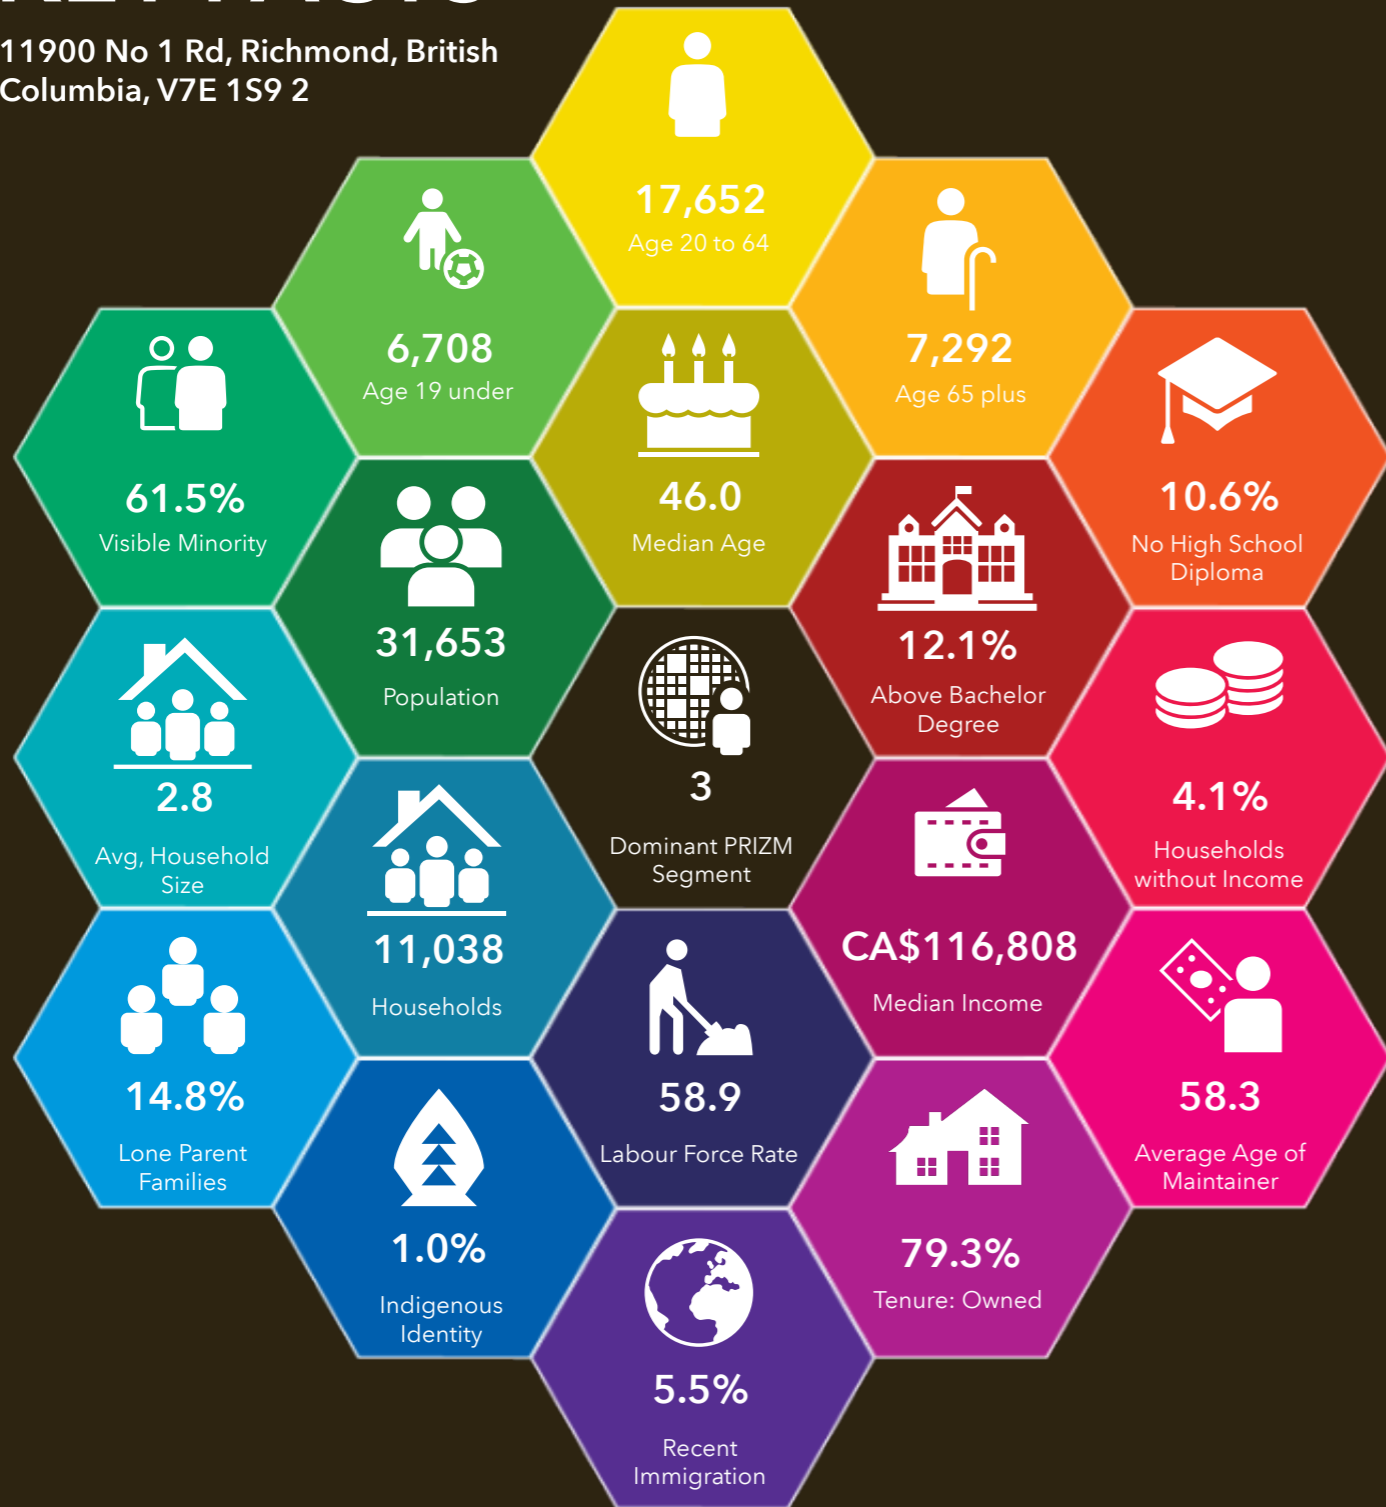 KEY FACTS
11900 No 1 Rd, Richmond, British
Columbia, V7E 1S9 2
17,652
Age 20 to 64
6,708
Age 19 under
7,292
Age 65 plus
61.5%
Visible Minority
46.0
Median Age
10.6%
No High School
Diploma
31,653
Population
12.1%
Above Bachelor
Degree
2.8
Avg, Household
Size
3
Dominant PRIZM
Segment
4.1%
Households
without Income
11,038
Households
CA$116,808
Median Income
14.8%
Lone Parent
Families
58.9
Labour Force Rate
58.3
Average Age of
Maintainer
1.0%
Indigenous
Identity
79.3%
Tenure: Owned
5.5%
Recent
Immigration